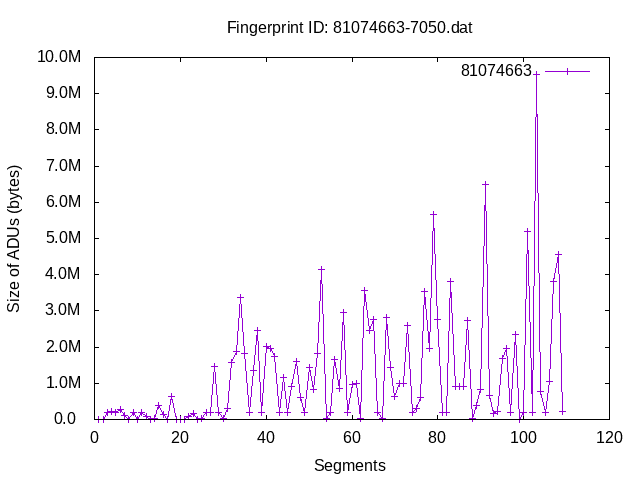 Fingerprint ID: 81074663-7050.dat
10.0M
81074663
9.0M
8.0M
7.0M
6.0M
5.0M
4.0M
3.0M
2.0M
1.0M
0.0
Size of ADUs (bytes)
0 20 40 60 80 100 120
Segments